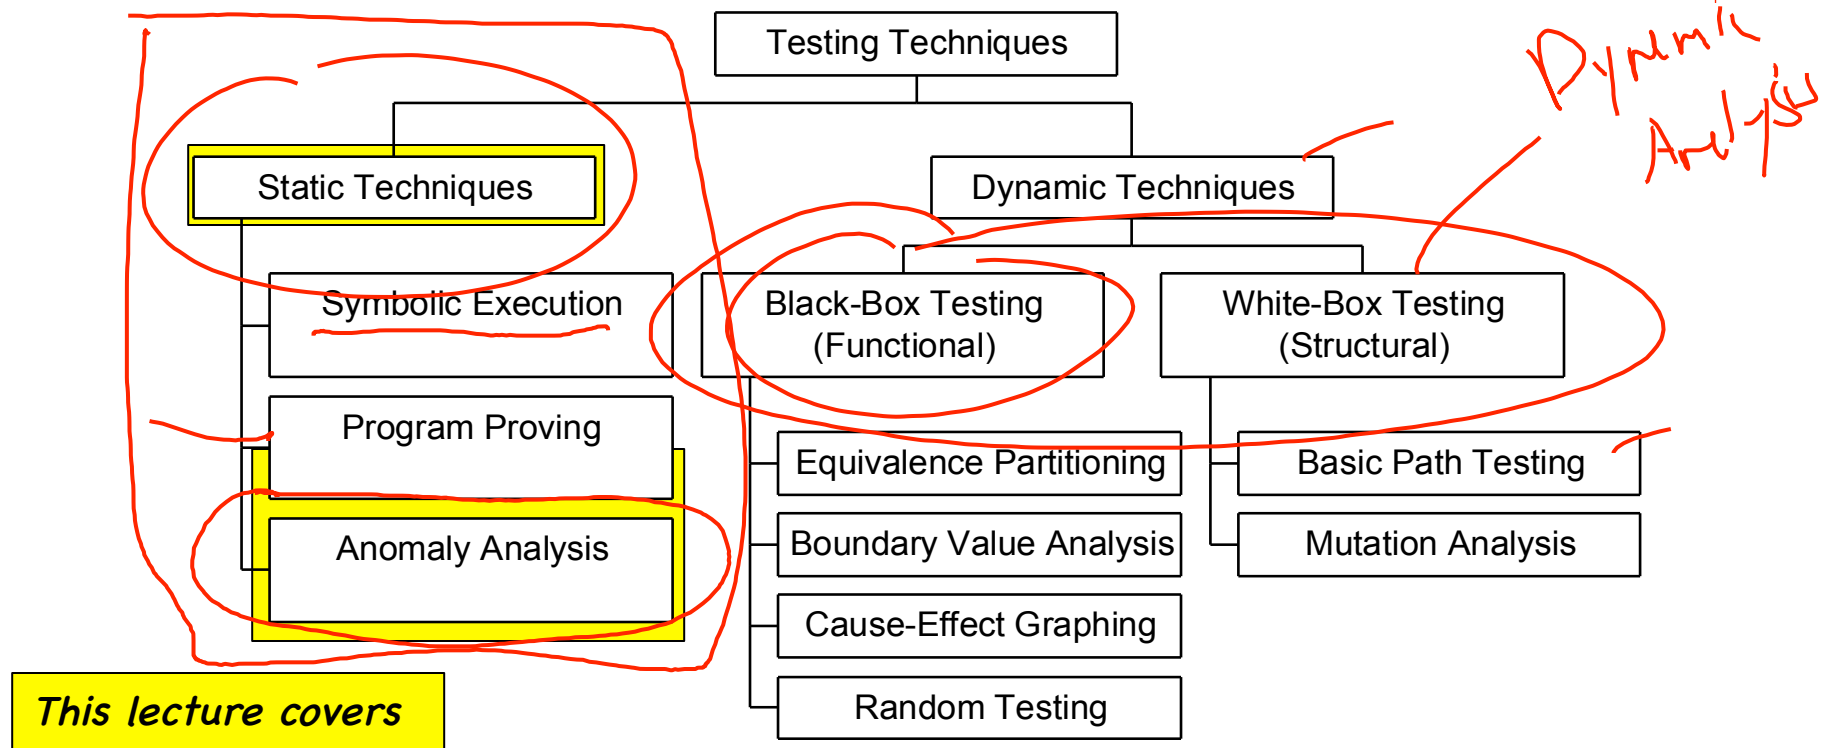 Testing Techniques
Dynamic
Analysis
Static Techniques
Dynamic Techniques
Symbolic Execution
Black-Box Testing
(Functional)
White-Box Testing
(Structural)
Program Proving
Equivalence Partitioning
Basic Path Testing
Anomaly Analysis
Boundary Value Analysis
Mutation Analysis
Cause-Effect Graphing
Random Testing
This lecture covers